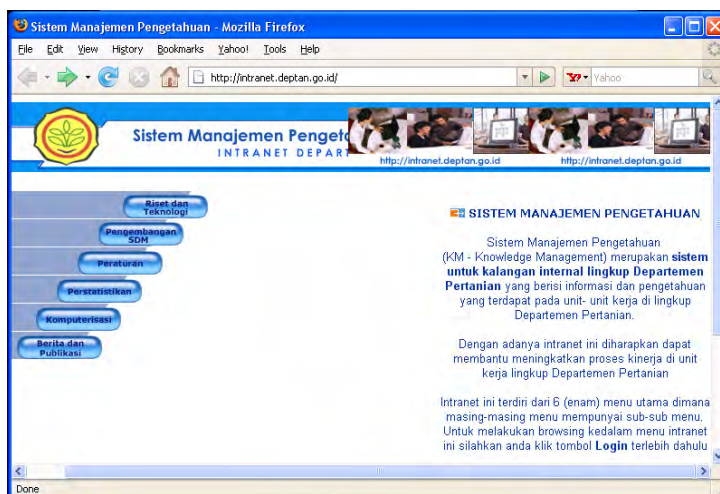 Sistem Manajemen Pengetahuan - Mozilla Firefox
File Edit View History Bookmarks Yahoo! Tools Help
http://intranet.deptan.go.id/
Yahoo
Sistem Manajemen Pengeta
INTRANET DEPART
http://intranet.deptan.go.id
http://intranet.deptan.go.id
Riset dan
Teknologi
Pengembangan
SDM
Peraturan
Perstatistikan
Komputerisasi
Berita dan
Publikasi
SISTEM MANAJEMEN PENGETAHUAN
Sistem Manajemen Pengetahuan
(KM - Knowledge Management) merupakan sistem
untuk kalangan internal lingkup Departemen
Pertanian yang berisi informasi dan pengetahuan
yang terdapat pada unit- unit kerja di lingkup
Departemen Pertanian.
Dengan adanya intranet ini diharapkan dapat
membantu meningkatkan proses kinerja di unit
kerja lingkup Departemen Pertanian
Intranet ini terdiri dari 6 (enam) menu utama dimana
masing-masing menu mempunyai sub-sub menu.
Untuk melakukan browsing kedalam menu intranet
ini silahkan anda klik tombol Login terlebih dahulu
Done